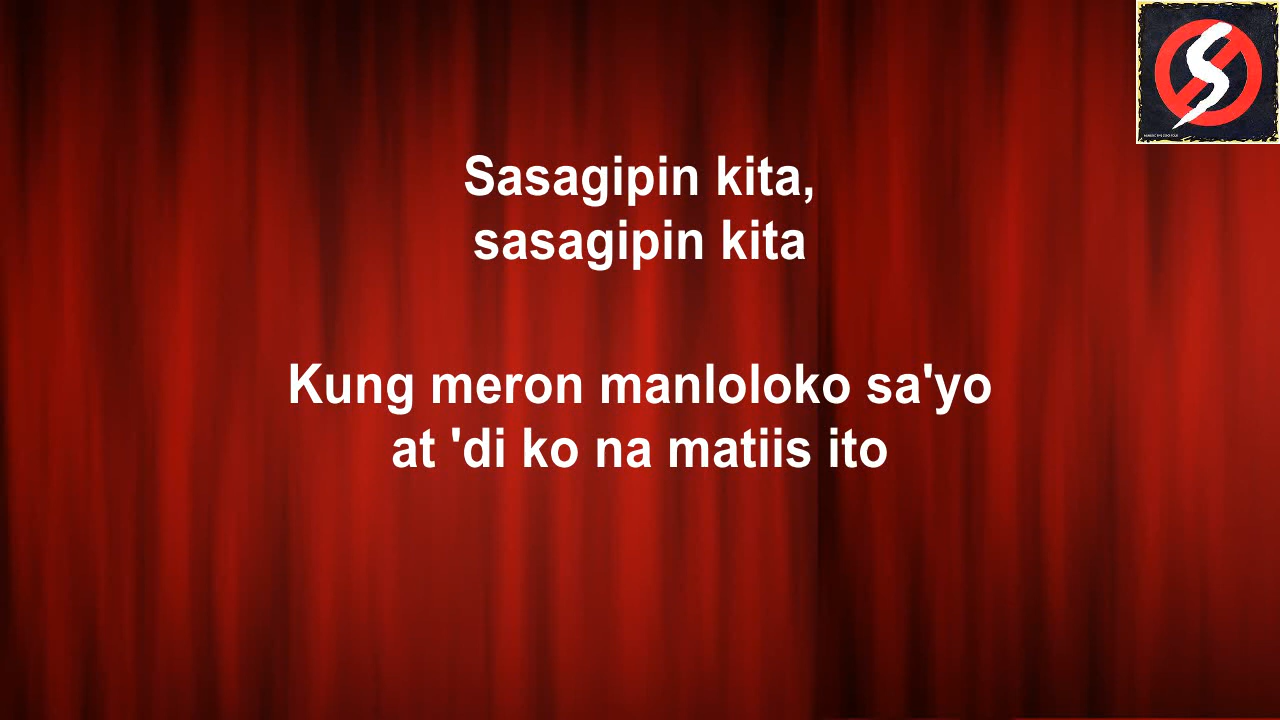 Sasagipin kita,
sasagipin kita
Kung meron manloloko sa'yo
at 'di ko na matiis ito